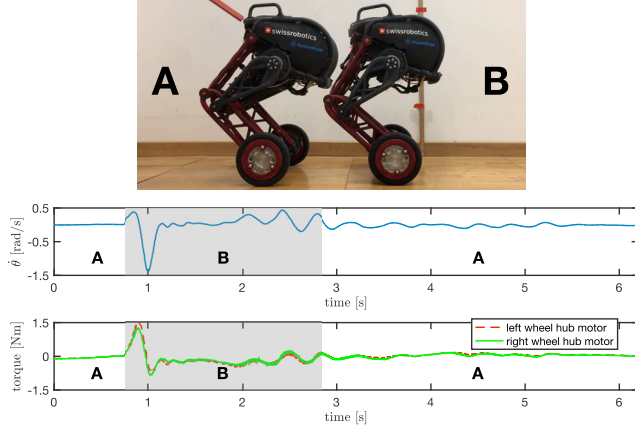 swissrobotics
swissrobotics
A
B
0.5
-0.5
-1.5
θ̇ [rad/s]
A
B
A
0
1
2
3
4
5
6
time [s]
1.5
0
-1.5
torque [Nm]
left wheel hub motor
right wheel hub motor
A
B
A
0
1
2
3
4
5
6
time [s]